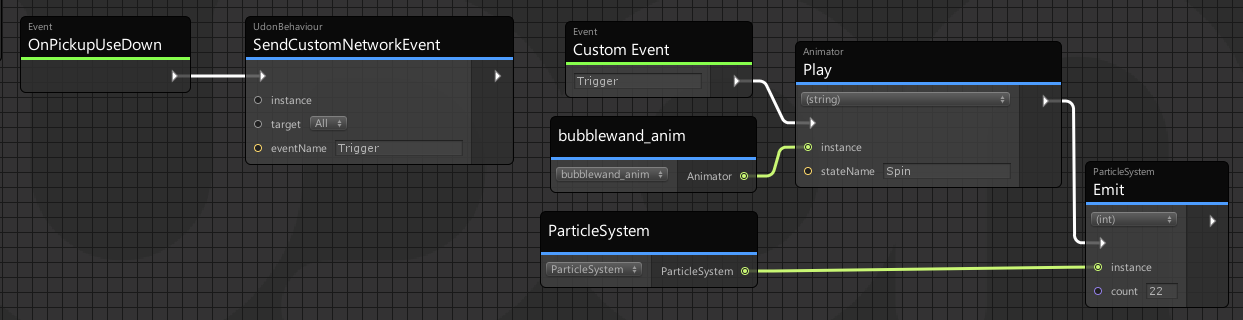 Event
OnPickupUseDown
UdonBehaviour
SendCustomNetworkEvent
instance
target All
eventName Trigger
Event
Custom Event
Trigger
bubblewand_anim
bubblewand_anim Animator
ParticleSystem
ParticleSystem ParticleSystem
Animator
Play
(string)
instance
stateName Spin
ParticleSystem
Emit
(int)
instance
count 22